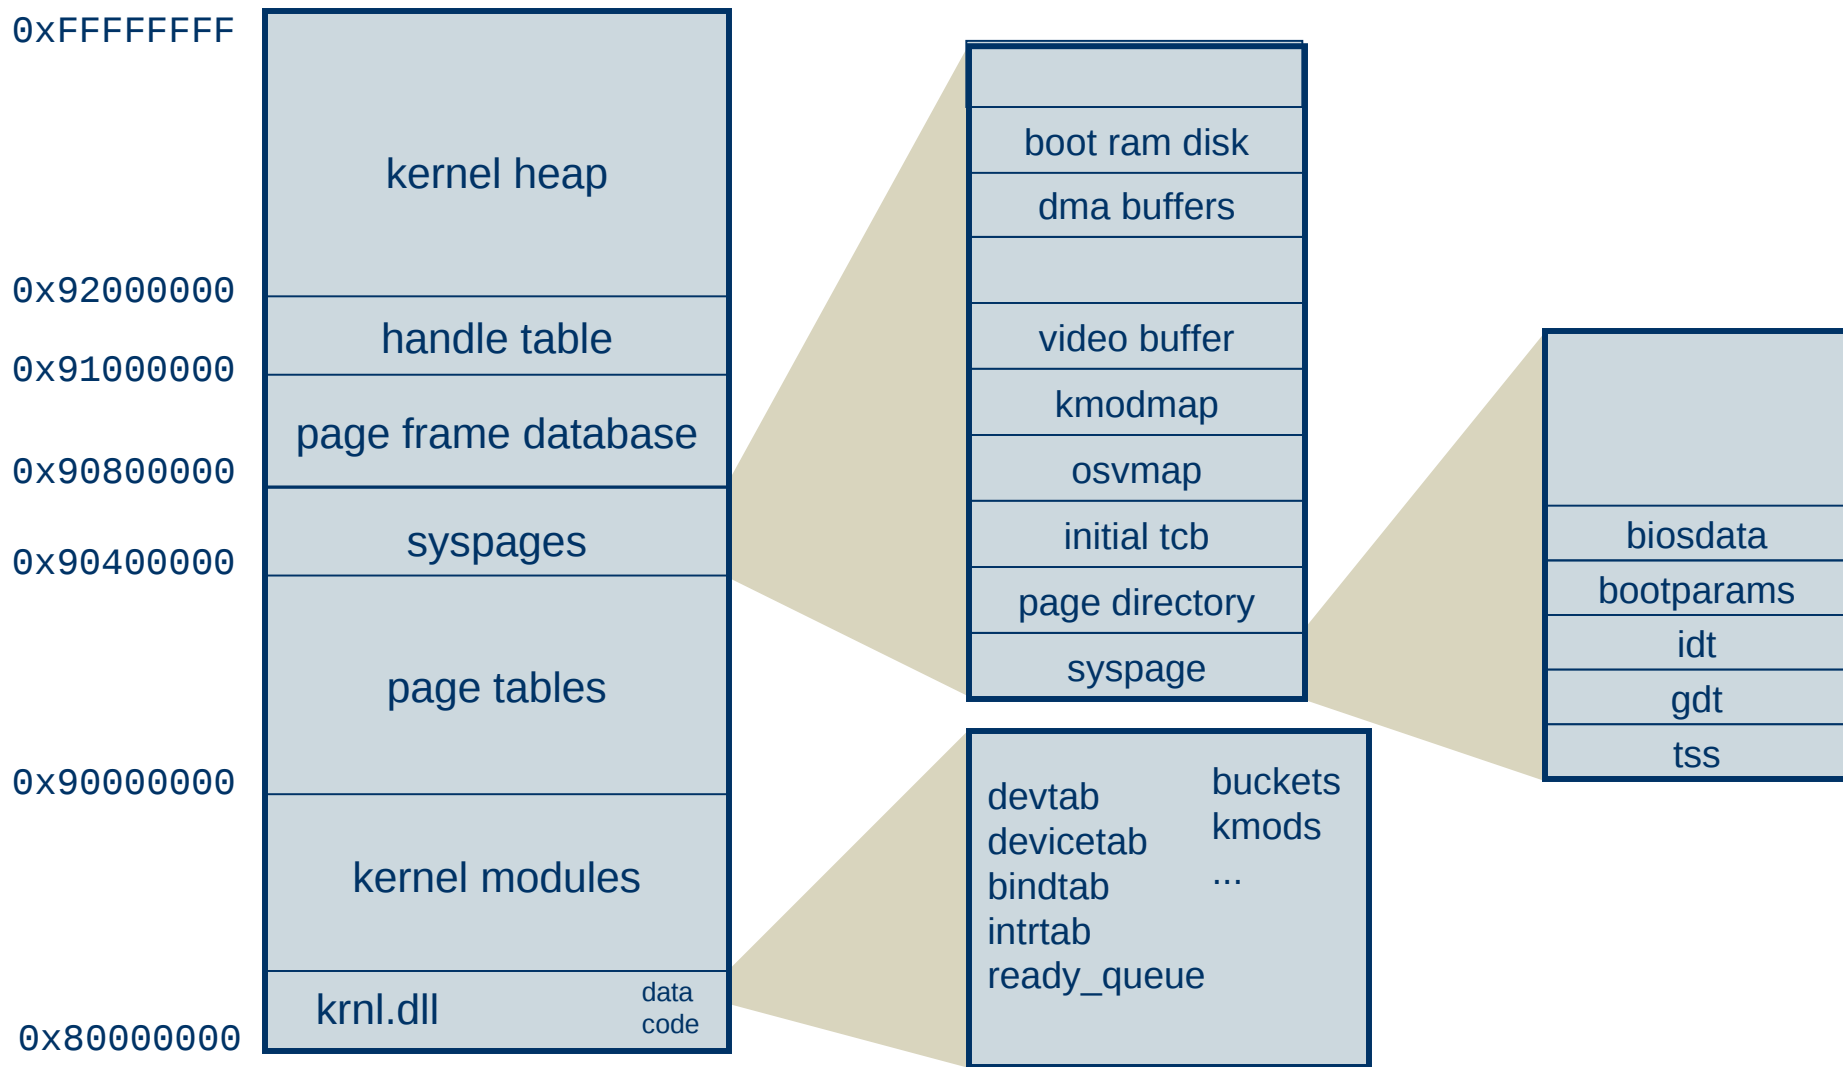 0xFFFFFFFF
kernel heap
0x92000000
handle table
0x91000000
page frame database
0x90800000
syspages
0x90400000
page tables
0x90000000
kernel modules
krnl.dll
data
code
0x80000000
boot ram disk
dma buffers
video buffer
kmodmap
osvmap
initial tcb
page directory
syspage
devtab
devicetab
bindtab
intrtab
ready_queue
buckets
kmods
...
biosdata
bootparams
idt
gdt
tss